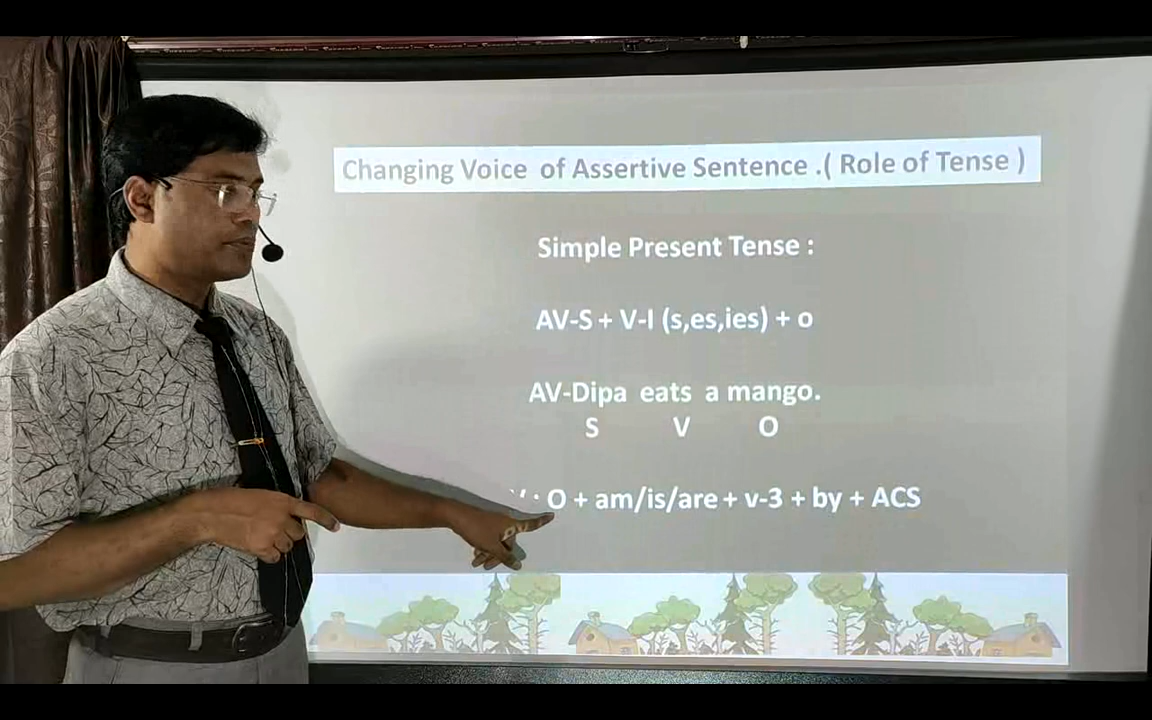 Changing Voice of Assertive Sentence .( Role of Tense )
Simple Present Tense :
AV-S + V-I (s,es,ies) + o
AV-Dipa eats a mango.
S V O
: O + am/is/are + v-3 + by + ACS